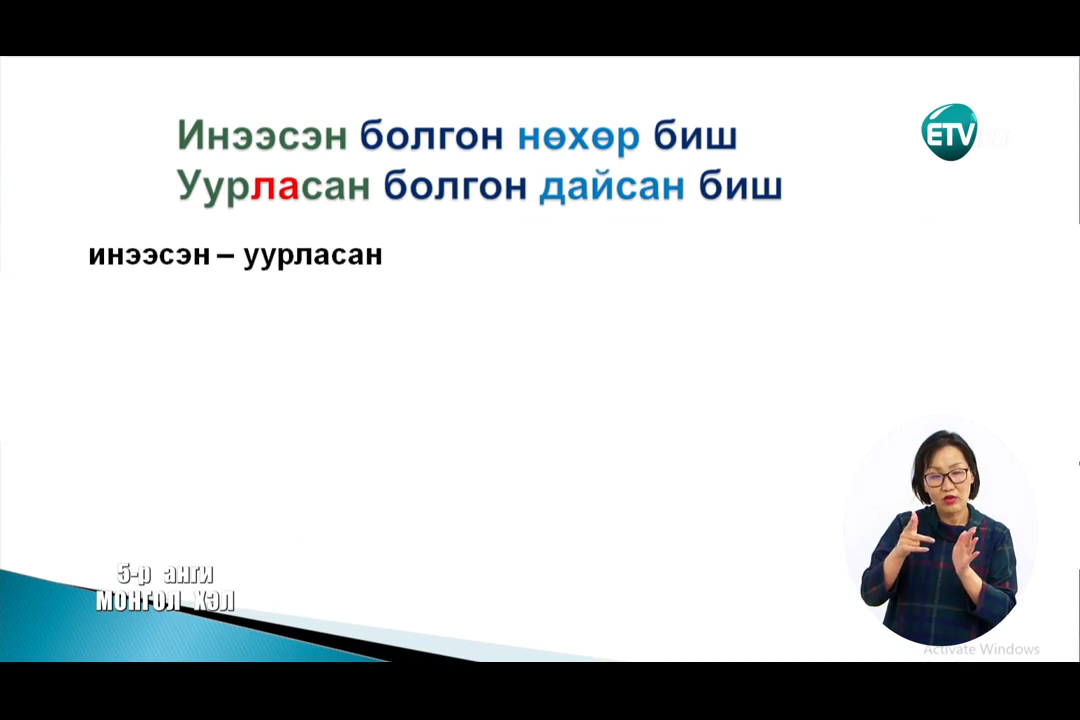 Инээсэн болгон нөхөр биш
Уурласан болгон дайсан биш
ETV
инээсэн – уурласан
5-р анги
МОНГОЛ ХЭЛ
Activate Windows